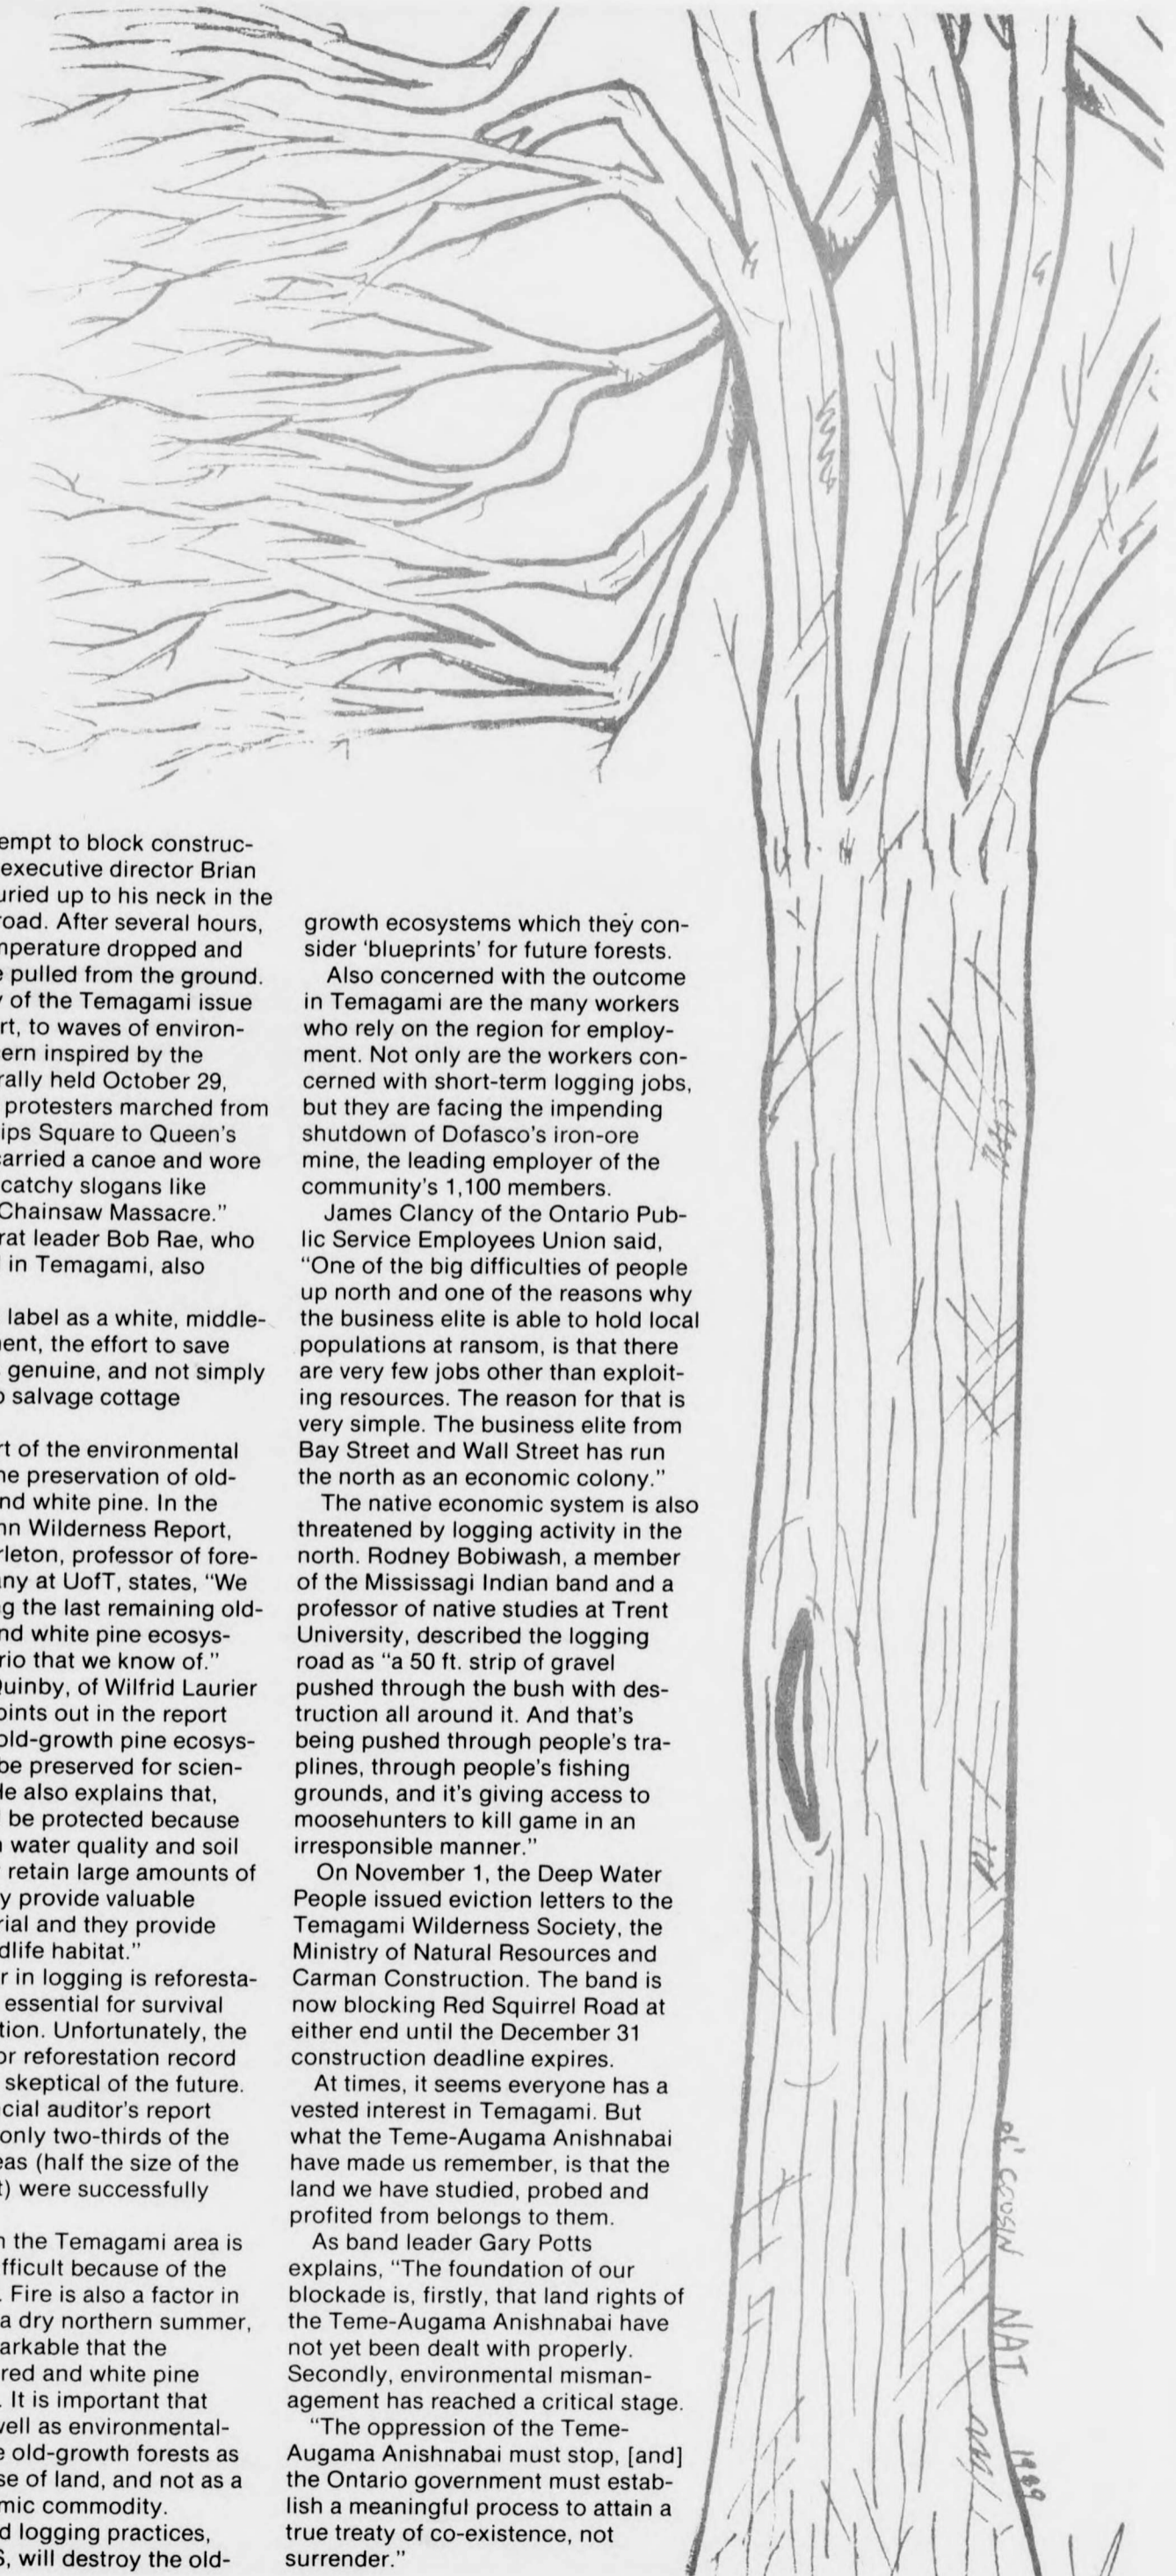 empt to block construc-
executive director Brian
uried up to his neck in the
oad. After several hours,
mperature dropped and
e pulled from the ground.
y of the Temagami issue
rt, to waves of environ-
ern inspired by the
rally held October 29,
protesters marched from
ips Square to Queen's
arried a canoe and wore
catchy slogans like
Chainsaw Massacre."
rat leader Bob Rae, who
in Temagami, also
label as a white, middle-
ent, the effort to save
genuine, and not simply
o salvage cottage
rt of the environmental
he preservation of old-
nd white pine. In the
nn Wilderness Report,
rleton, professor of fore-
any at UofT, states, "We
g the last remaining old-
nd white pine ecosys-
rio that we know of."
Quinby, of Wilfrid Laurier
oints out in the report
old-growth pine ecosys-
be preserved for scien-
He also explains that,
be protected because
n water quality and soil
retain large amounts of
y provide valuable
rial and they provide
dlife habitat."
r in logging is reforesta-
essential for survival
tion. Unfortunately, the
or reforestation record
skeptical of the future.
cial auditor's report
only two-thirds of the
eas (half the size of the
t) were successfully
n the Temagami area is
fficult because of the
. Fire is also a factor in
a dry northern summer,
arkable that the
red and white pine
. It is important that
vell as environmental-
e old-growth forests as
se of land, and not as a
mic commodity.
d logging practices,
S, will destroy the old-
growth ecosystems which they con-
sider 'blueprints' for future forests.
Also concerned with the outcome
in Temagami are the many workers
who rely on the region for employ-
ment. Not only are the workers con-
cerned with short-term logging jobs,
but they are facing the impending
shutdown of Dofasco's iron-ore
mine, the leading employer of the
community's 1,100 members.
James Clancy of the Ontario Pub-
lic Service Employees Union said,
"One of the big difficulties of people
up north and one of the reasons why
the business elite is able to hold local
populations at ransom, is that there
are very few jobs other than exploit-
ing resources. The reason for that is
very simple. The business elite from
Bay Street and Wall Street has run
the north as an economic colony."
The native economic system is also
threatened by logging activity in the
north. Rodney Bobiwash, a member
of the Mississagi Indian band and a
professor of native studies at Trent
University, described the logging
road as "a 50 ft. strip of gravel
pushed through the bush with des-
truction all around it. And that's
being pushed through people's tra-
plines, through people's fishing
grounds, and it's giving access to
moosehunters to kill game in an
irresponsible manner."
On November 1, the Deep Water
People issued eviction letters to the
Temagami Wilderness Society, the
Ministry of Natural Resources and
Carman Construction. The band is
now blocking Red Squirrel Road at
either end until the December 31
construction deadline expires.
At times, it seems everyone has a
vested interest in Temagami. But
what the Teme-Augama Anishnabai
have made us remember, is that the
land we have studied, probed and
profited from belongs to them.
As band leader Gary Potts
explains, "The foundation of our
blockade is, firstly, that land rights of
the Teme-Augama Anishnabai have
not yet been dealt with properly.
Secondly, environmental misman-
agement has reached a critical stage.
"The oppression of the Teme-
Augama Anishnabai must stop, [and]
the Ontario government must estab-
lish a meaningful process to attain a
true treaty of co-existence, not
surrender."
ol' COOSIN NAT 1989